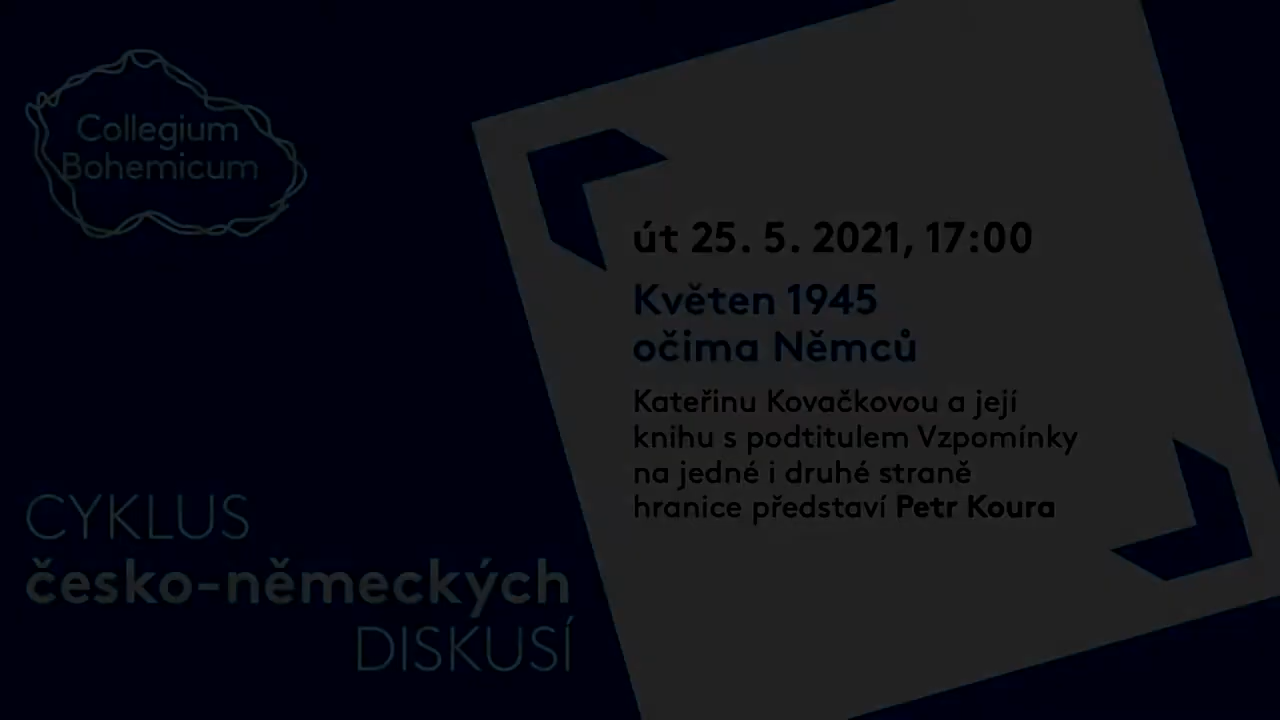 Collegium
Bohemicum
út 25. 5. 2021, 17:00
Květen 1945
očima Němců
Kateřinu Kovačkovou a její
knihu s podtitulem Vzpomínky
na jedné i druhé straně
hranice představí Petr Koura
CYKLUS
česko-německých
DISKUSÍ